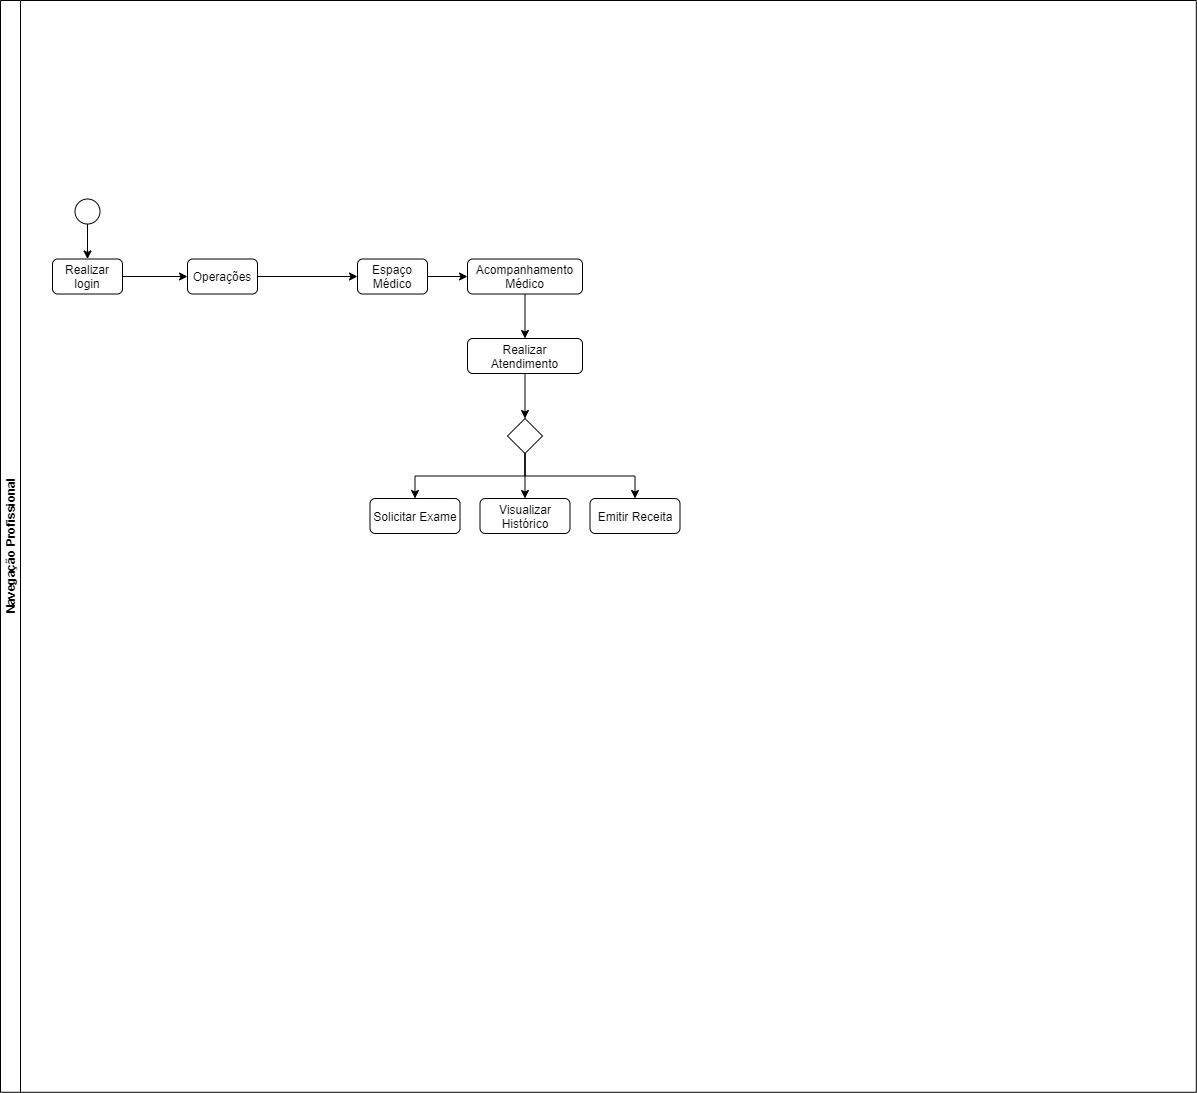 Navegação Profissional
Realizar
login
Operações
Espaço
Médico
Acompanhamento
Médico
Realizar
Atendimento
Solicitar Exame
Visualizar
Histórico
Emitir Receita